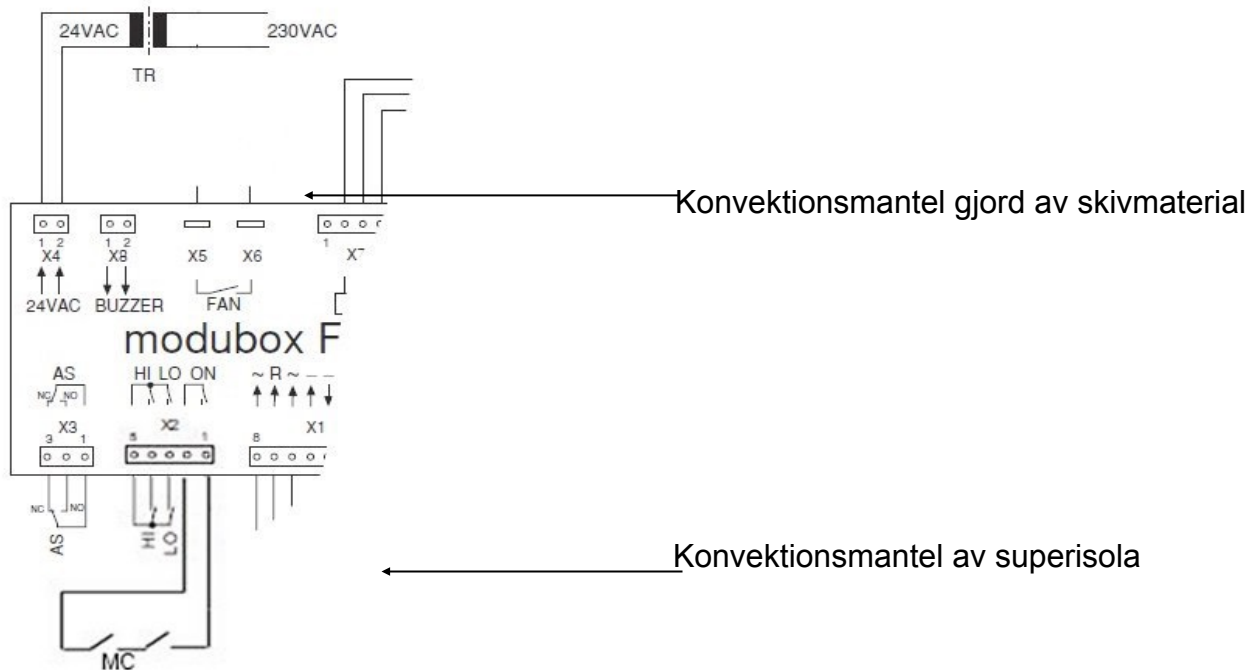 24VAC 230VAC
TR
Konvektionsmantel gjord av skivmaterial
1 2 1 2 1
X4 X8 X5 X6
24VAC BUZZER FAN
modubox F
AS HI LO ON ~ R ~ – –
NC NO
X3 X2 X1
3 1 5 1 8
NC NO
AS HI LO
Konvektionsmantel av superisola
MC